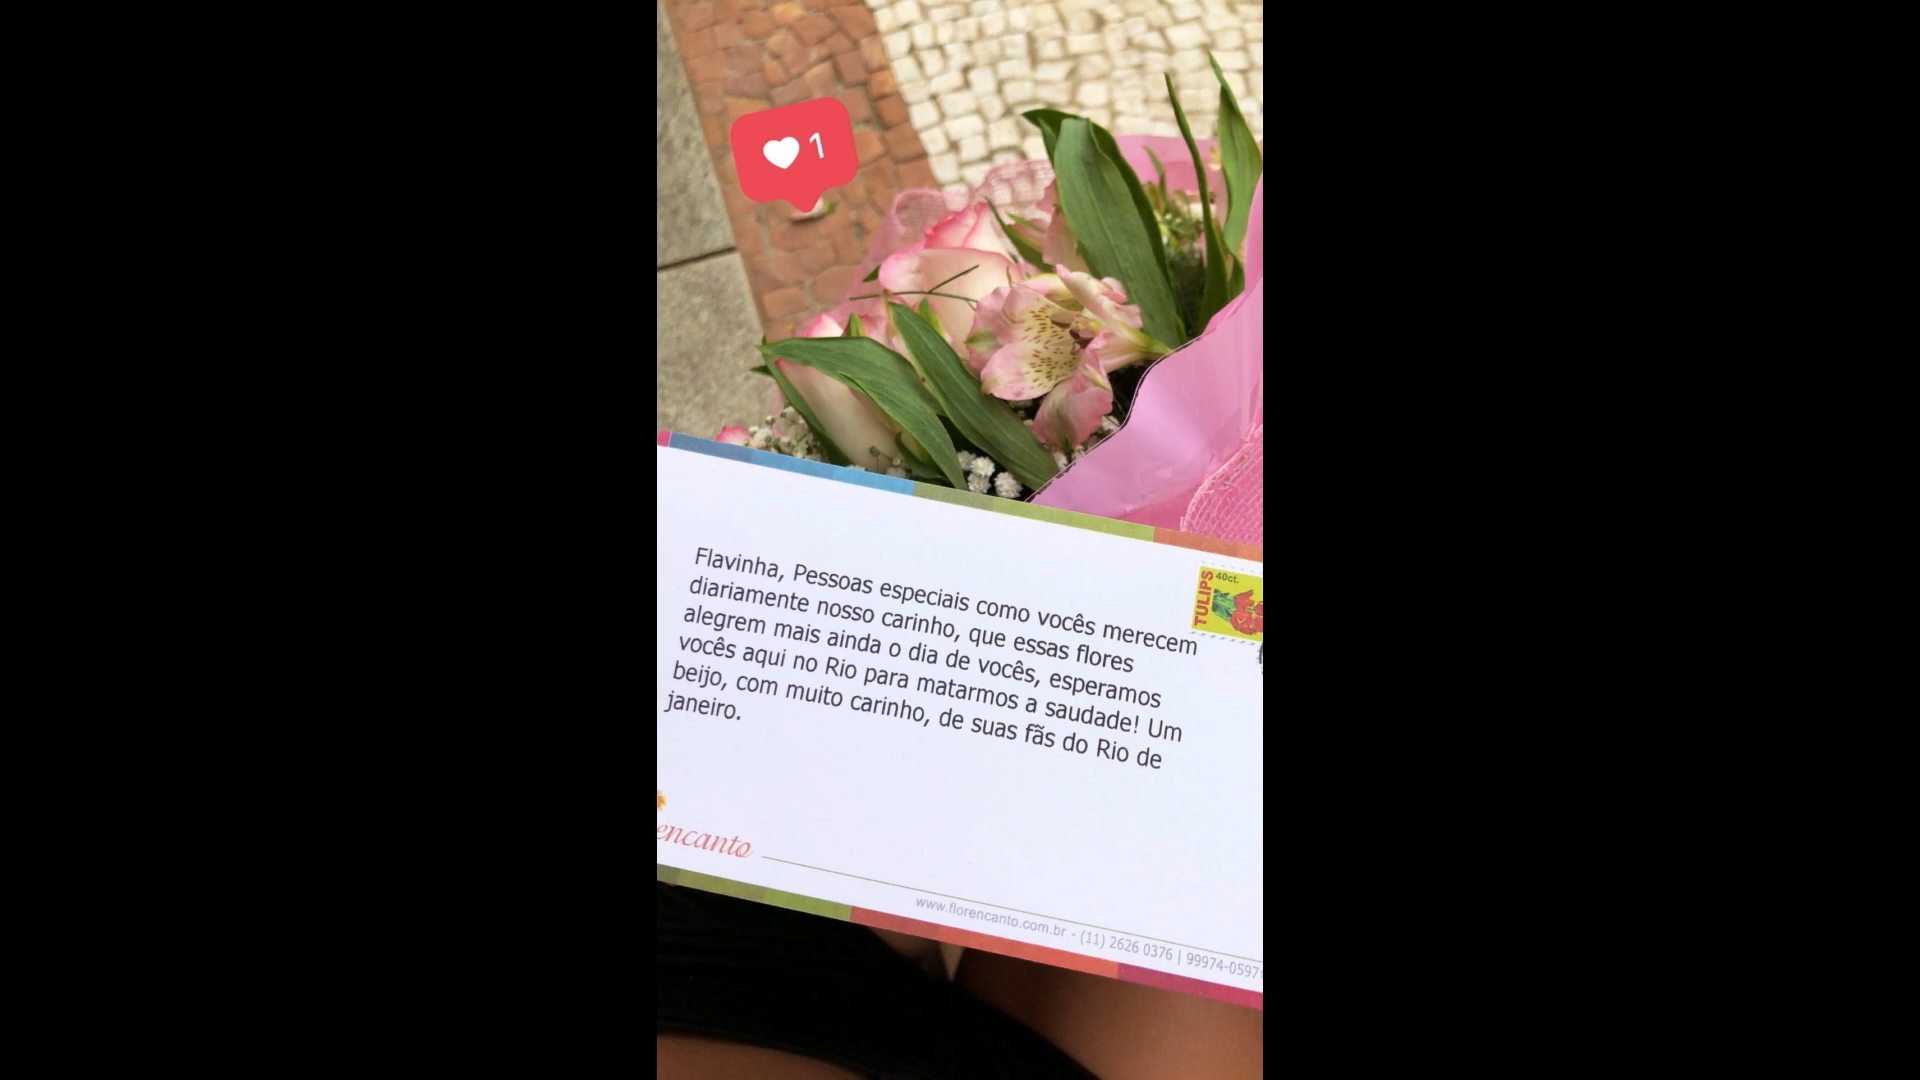 1
TULIPS
40ct.
Flavinha, Pessoas especiais como vocês merecem
diariamente nosso carinho, que essas flores
alegrem mais ainda o dia de vocês, esperamos
vocês aqui no Rio para matarmos a saudade! Um
beijo, com muito carinho, de suas fãs do Rio de
janeiro.
encanto
www.florencanto.com.br - (11) 2626 0376 | 99974-0597